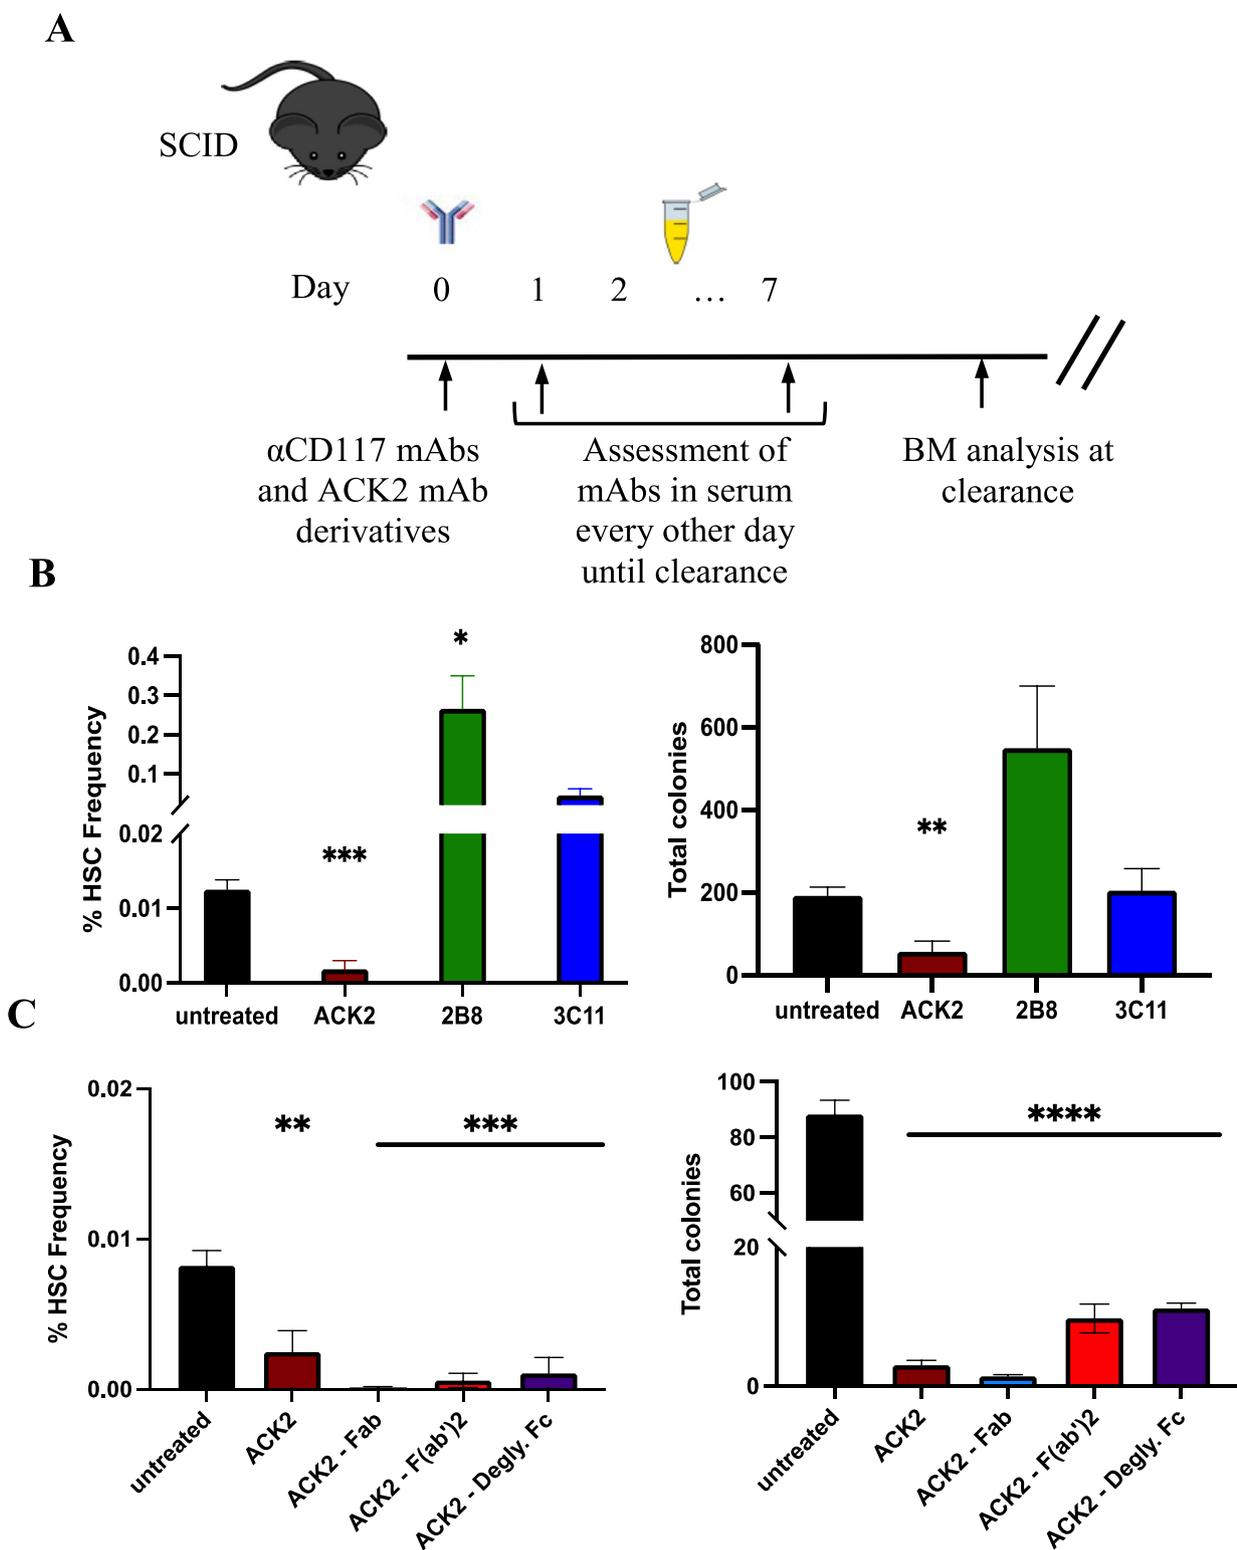 A
SCID
Day 0 1 2 ... 7
αCD117 mAbs
and ACK2 mAb
derivatives
Assessment of
mAbs in serum
every other day
until clearance
BM analysis at
clearance
B
% HSC Frequency
0.4
0.3
0.2
0.1
0.02
0.01
0.00
*
***
untreated ACK2 2B8 3C11
Total colonies
800
600
400
200
0
**
untreated ACK2 2B8 3C11
C
% HSC Frequency
0.02
0.01
0.00
**
***
untreated
ACK2
ACK2 - Fab
ACK2 - F(ab')2
ACK2 - Degly. Fc
Total colonies
100
80
60
20
0
****
untreated
ACK2
ACK2 - Fab
ACK2 - F(ab')2
ACK2 - Degly. Fc